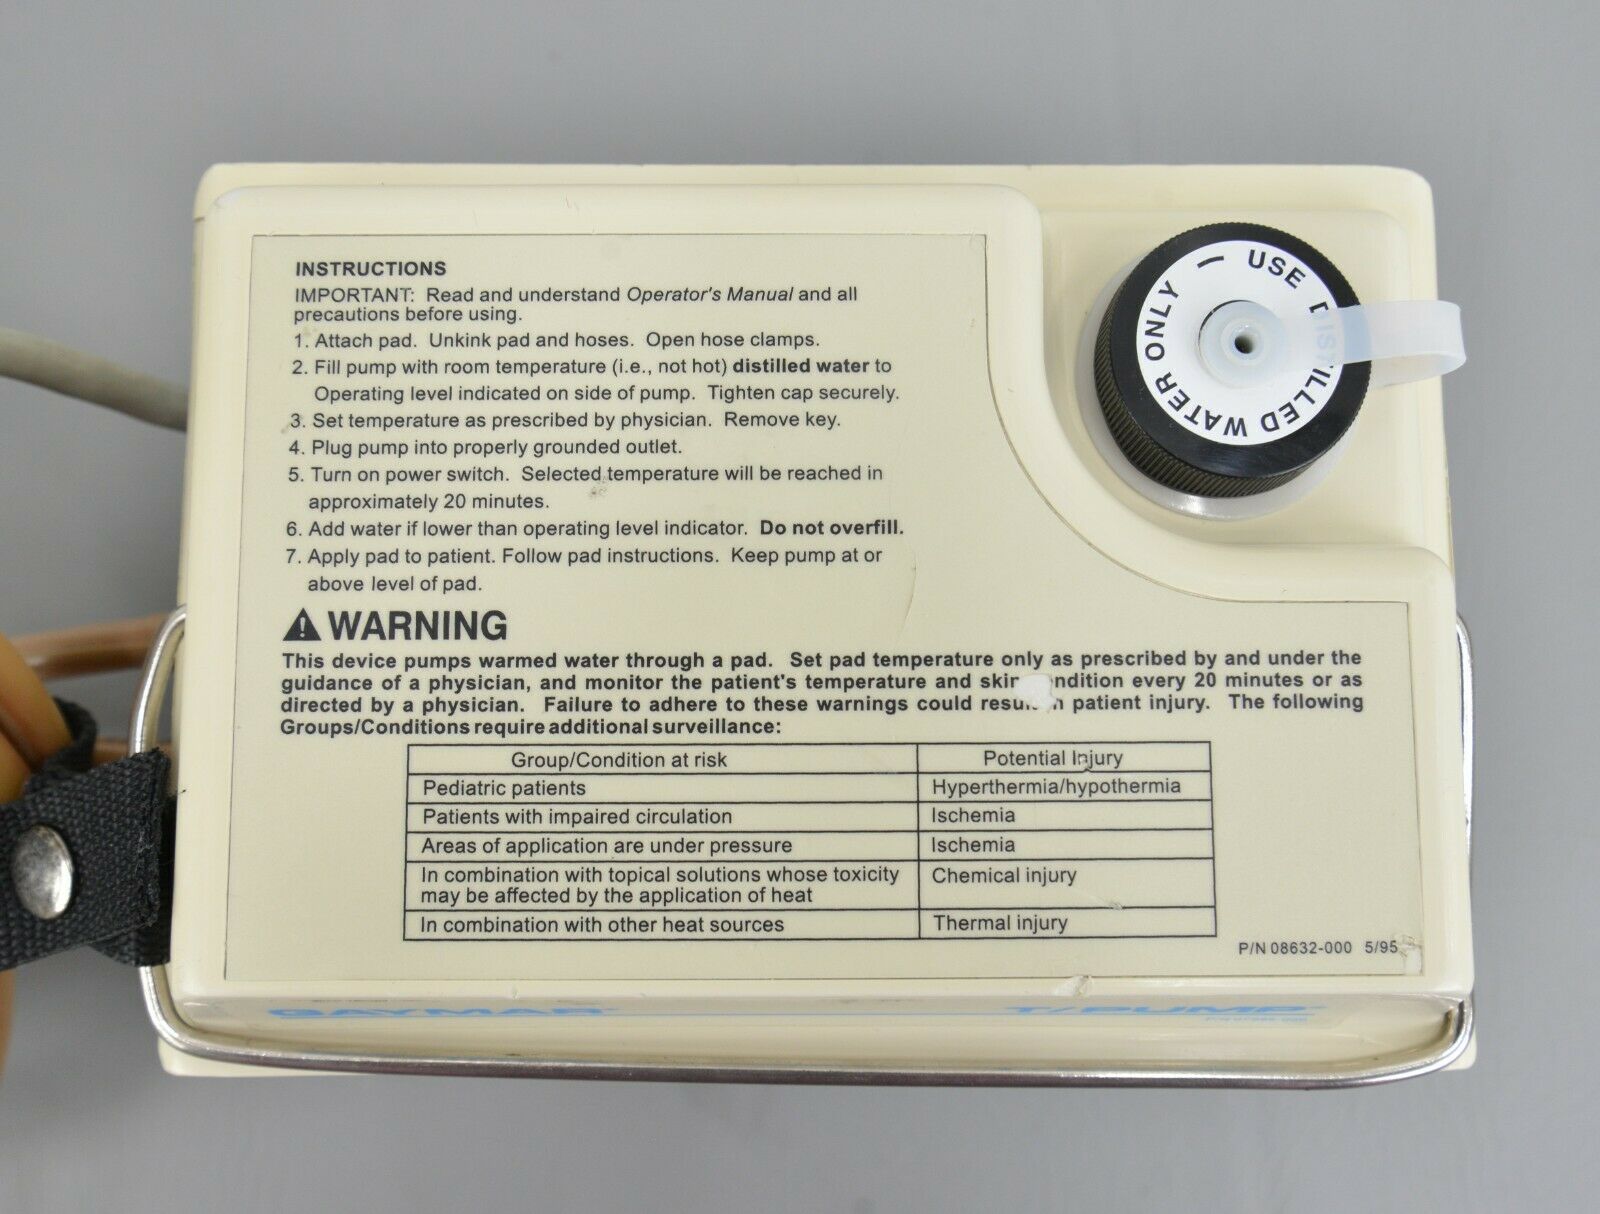 INSTRUCTIONS
IMPORTANT: Read and understand Operator's Manual and all
precautions before using.
1. Attach pad. Unkink pad and hoses. Open hose clamps.
2. Fill pump with room temperature (i.e., not hot) distilled water to
Operating level indicated on side of pump. Tighten cap securely.
3. Set temperature as prescribed by physician. Remove key.
4. Plug pump into properly grounded outlet.
5. Turn on power switch. Selected temperature will be reached in
approximately 20 minutes.
6. Add water if lower than operating level indicator. Do not overfill.
7. Apply pad to patient. Follow pad instructions. Keep pump at or
above level of pad.
WARNING
This device pumps warmed water through a pad. Set pad temperature only as prescribed by and under the
guidance of a physician, and monitor the patient's temperature and skin condition every 20 minutes or as
directed by a physician. Failure to adhere to these warnings could result in patient injury. The following
Groups/Conditions require additional surveillance:
Group/Condition at risk Potential Injury
Pediatric patients Hyperthermia/hypothermia
Patients with impaired circulation Ischemia
Areas of application are under pressure Ischemia
In combination with topical solutions whose toxicity Chemical injury
may be affected by the application of heat
In combination with other heat sources Thermal injury
P/N 08632-000 5/95
USE DISTILLED WATER ONLY –
GAYMAR T/PUMP